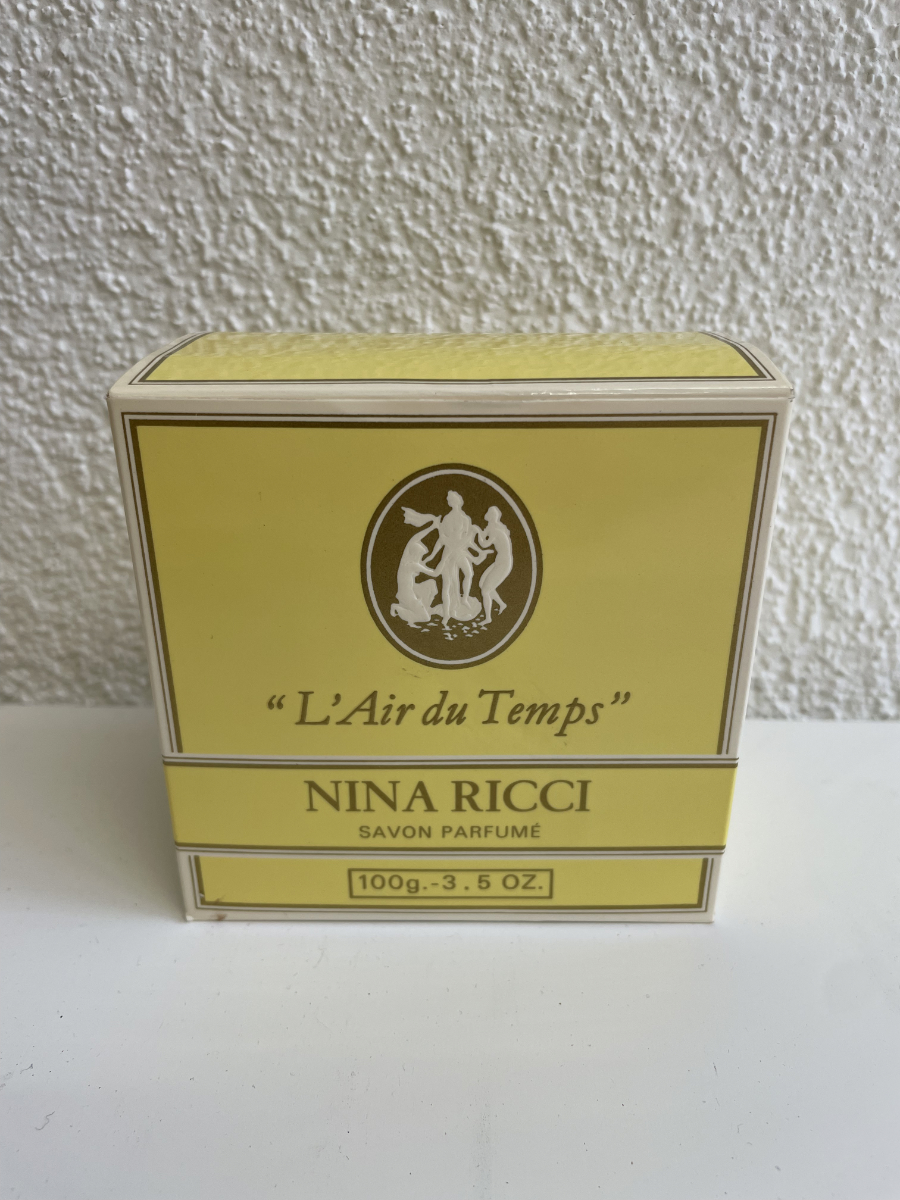 “ L’Air du Temps”
NINA RICCI
SAVON PARFUMÉ
100g.-3.5 OZ.